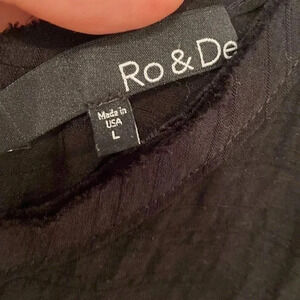 Ro & De
Made in
USA
L